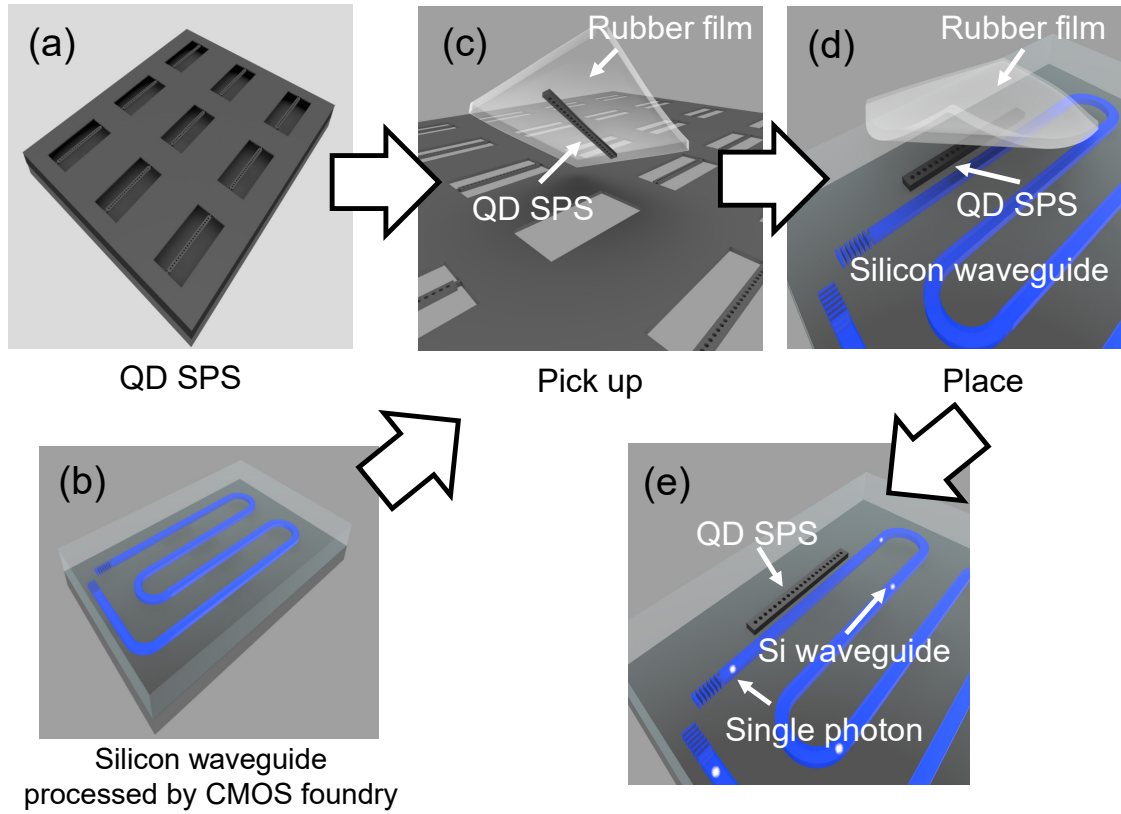 (a)
QD SPS
(c)
Rubber film
QD SPS
Pick up
(d)
Rubber film
QD SPS
Silicon waveguide
Place
(b)
Silicon waveguide
processed by CMOS foundry
(e)
QD SPS
Si waveguide
Single photon